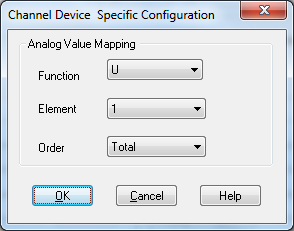 Channel Device  Specific Configuration
Analog Value Mapping
Function U
Element 1
Order Total
OK Cancel Help